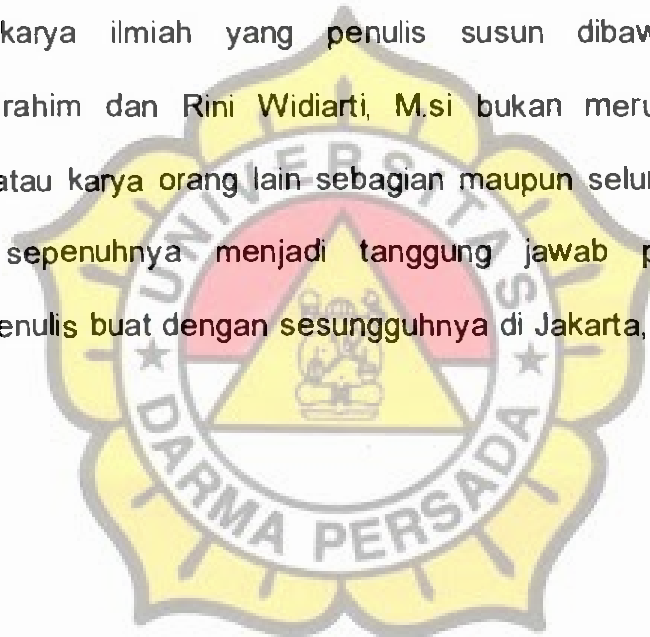 karya ilmiah yang penulis susun dibaw
rahim dan Rini Widiarti, M.si bukan meru
atau karya orang lain sebagian maupun selur
sepenuhnya menjadi tanggung jawab p
enulis buat dengan sesungguhnya di Jakarta,
UNIVERSITAS
DARMA PERSADA